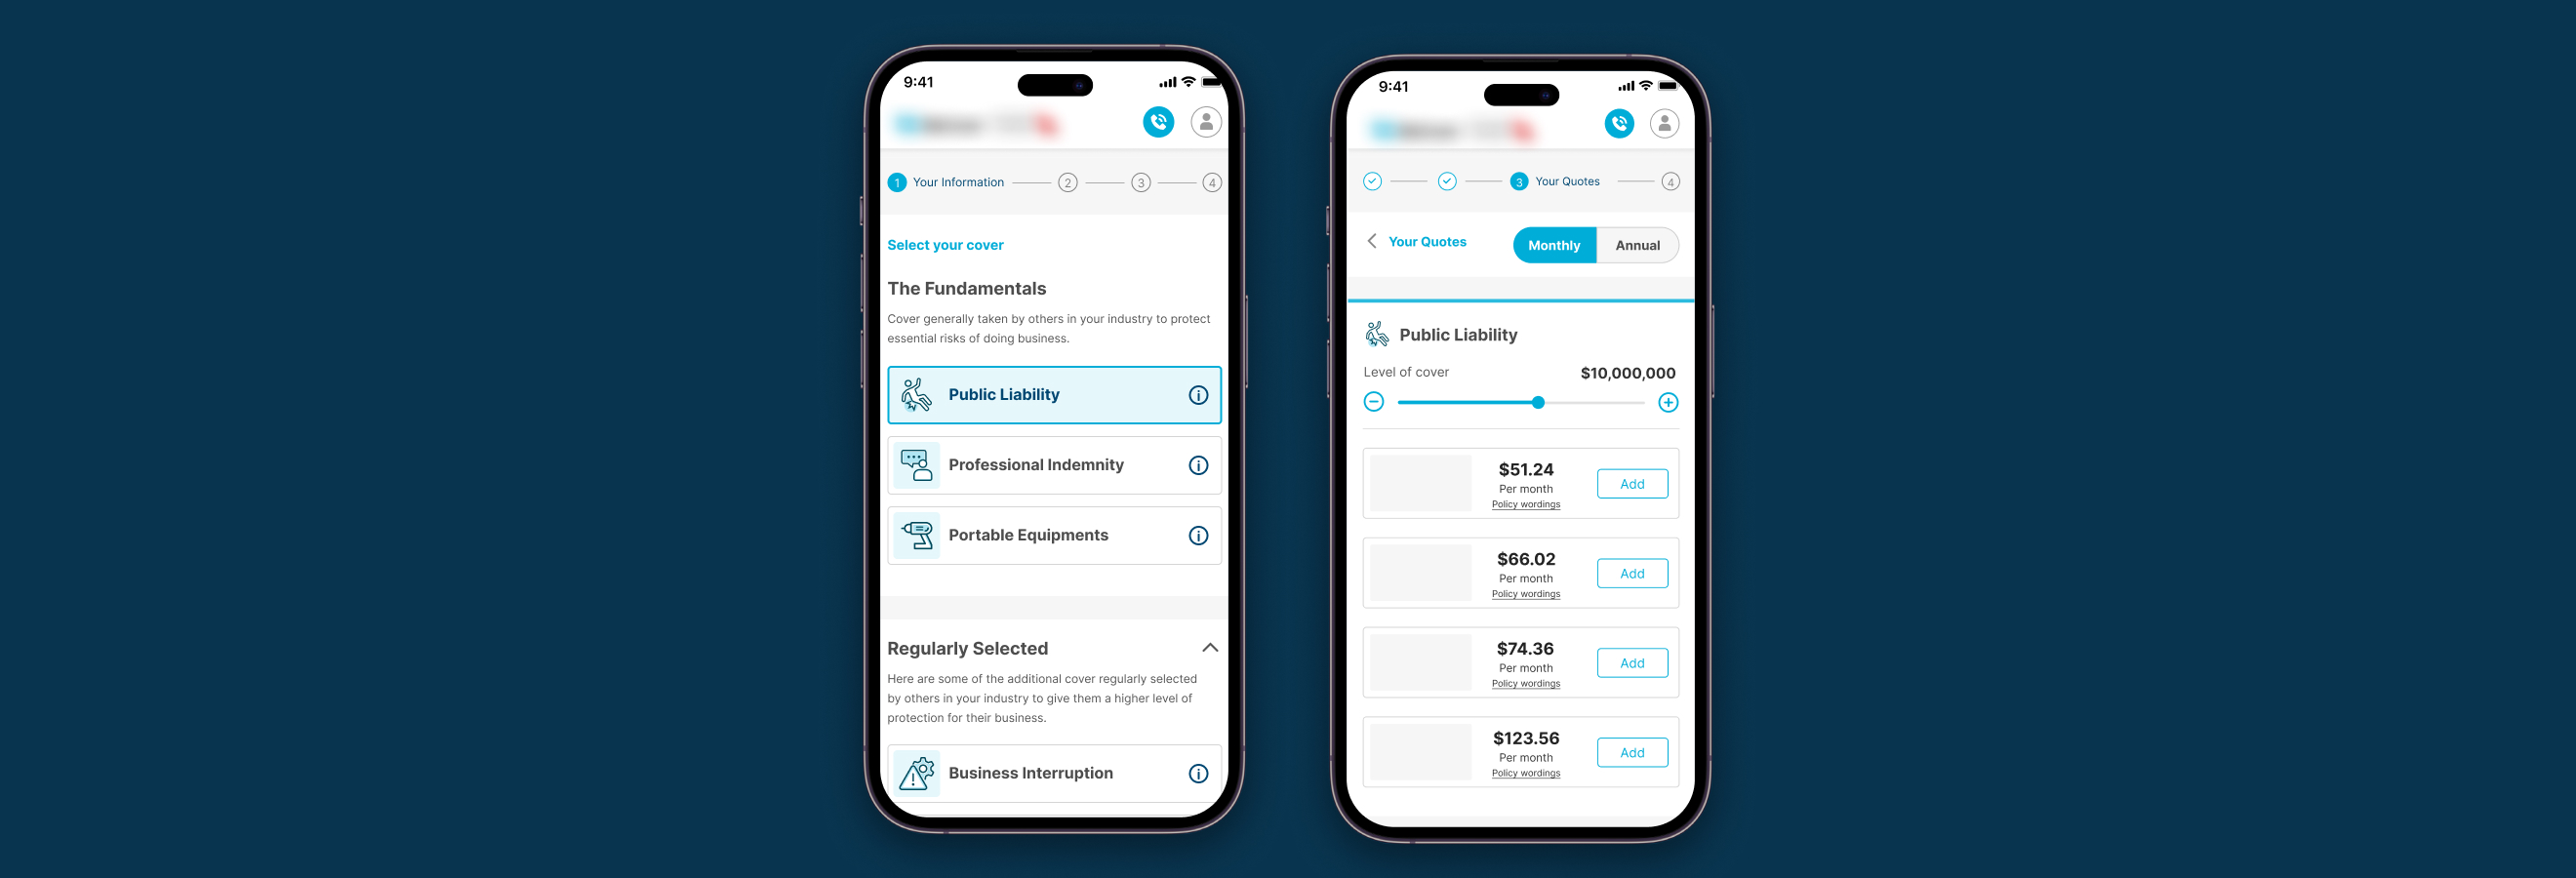 9:41
1 Your Information 2 3 4
Select your cover
The Fundamentals
Cover generally taken by others in your industry to protect
essential risks of doing business.
Public Liability
Professional Indemnity
Portable Equipments
Regularly Selected
Here are some of the additional cover regularly selected
by others in your industry to give them a higher level of
protection for their business.
Business Interruption
9:41
3 Your Quotes 4
Your Quotes
Monthly Annual
Public Liability
Level of cover $10,000,000
$51.24
Per month
Policy wordings
Add
$66.02
Per month
Policy wordings
Add
$74.36
Per month
Policy wordings
Add
$123.56
Per month
Policy wordings
Add